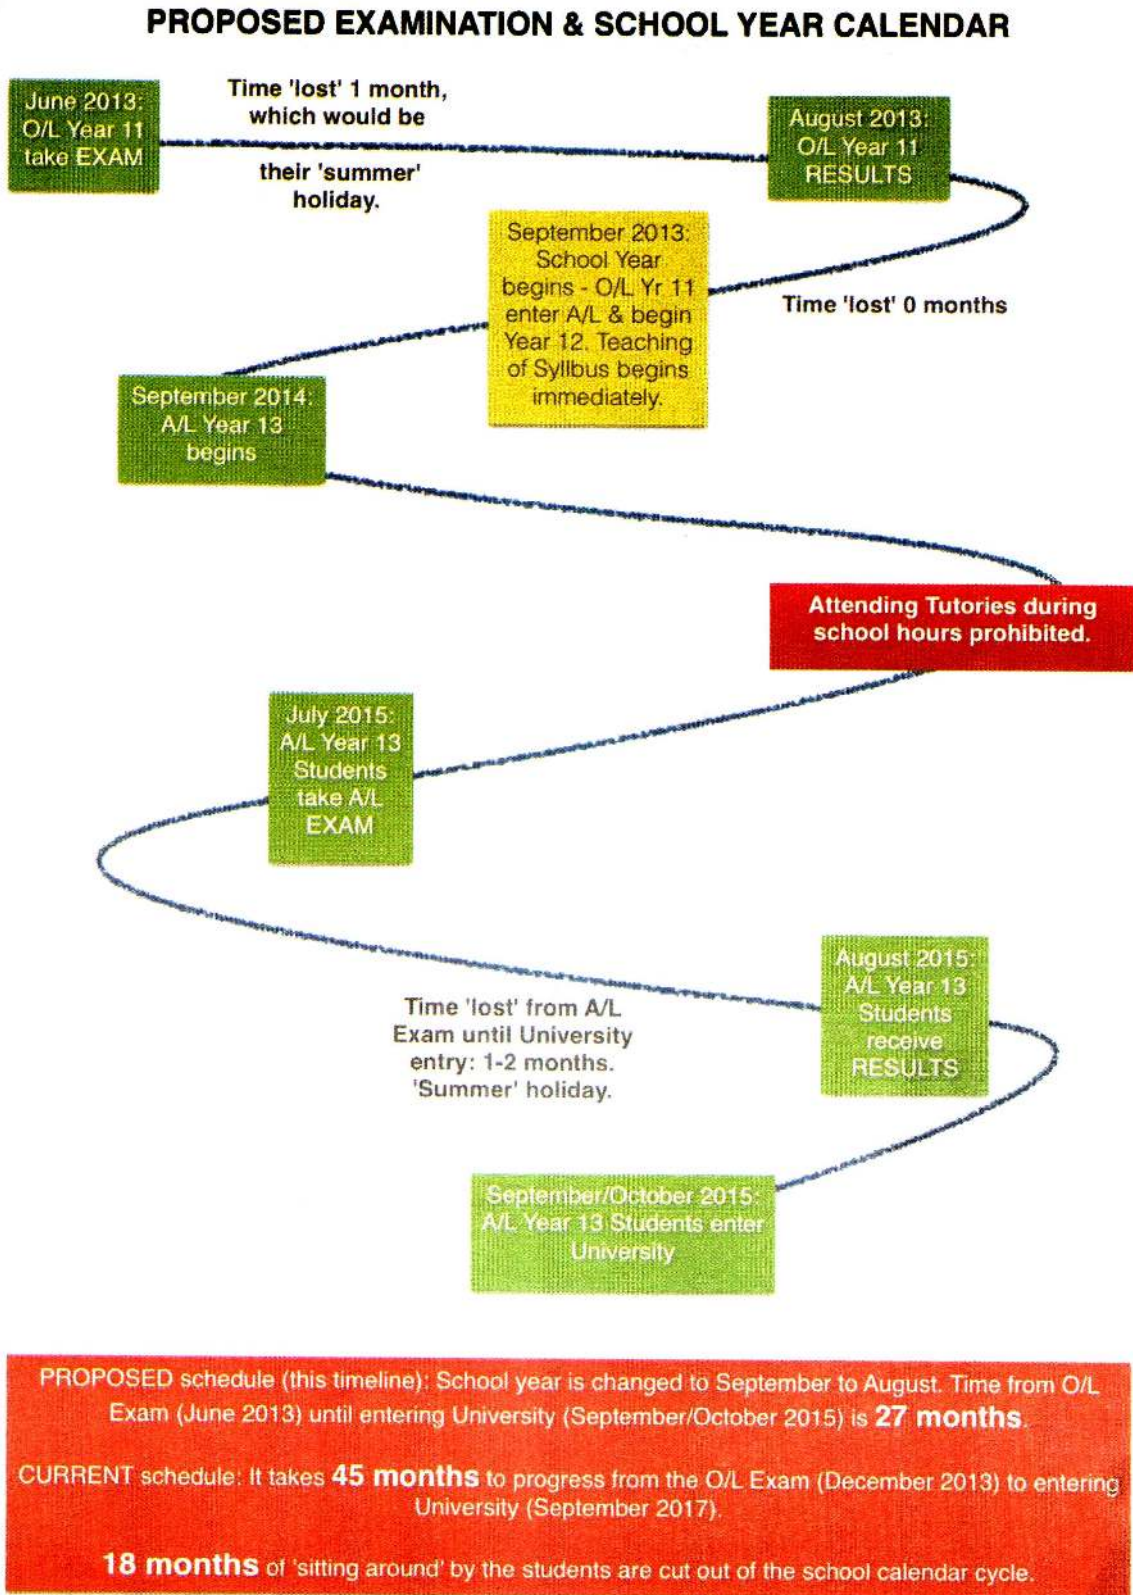 PROPOSED EXAMINATION & SCHOOL YEAR CALENDAR
June 2013:
O/L Year 11
take EXAM
Time 'lost' 1 month,
which would be
their 'summer'
holiday.
August 2013:
O/L Year 11
RESULTS
September 2013:
School Year
begins - O/L Yr 11
enter A/L & begin
Year 12. Teaching
of Syllbus begins
immediately.
Time 'lost' 0 months
September 2014:
A/L Year 13
begins
Attending Tutories during
school hours prohibited.
July 2015:
A/L Year 13
Students
take A/L
EXAM
August 2015:
A/L Year 13
Students
receive
RESULTS
Time 'lost' from A/L
Exam until University
entry: 1-2 months.
'Summer' holiday.
September/October 2015:
A/L Year 13 Students enter
University
PROPOSED schedule (this timeline): School year is changed to September to August. Time from O/L
Exam (June 2013) until entering University (September/October 2015) is 27 months.
CURRENT schedule: It takes 45 months to progress from the O/L Exam (December 2013) to entering
University (September 2017).
18 months of 'sitting around' by the students are cut out of the school calendar cycle.